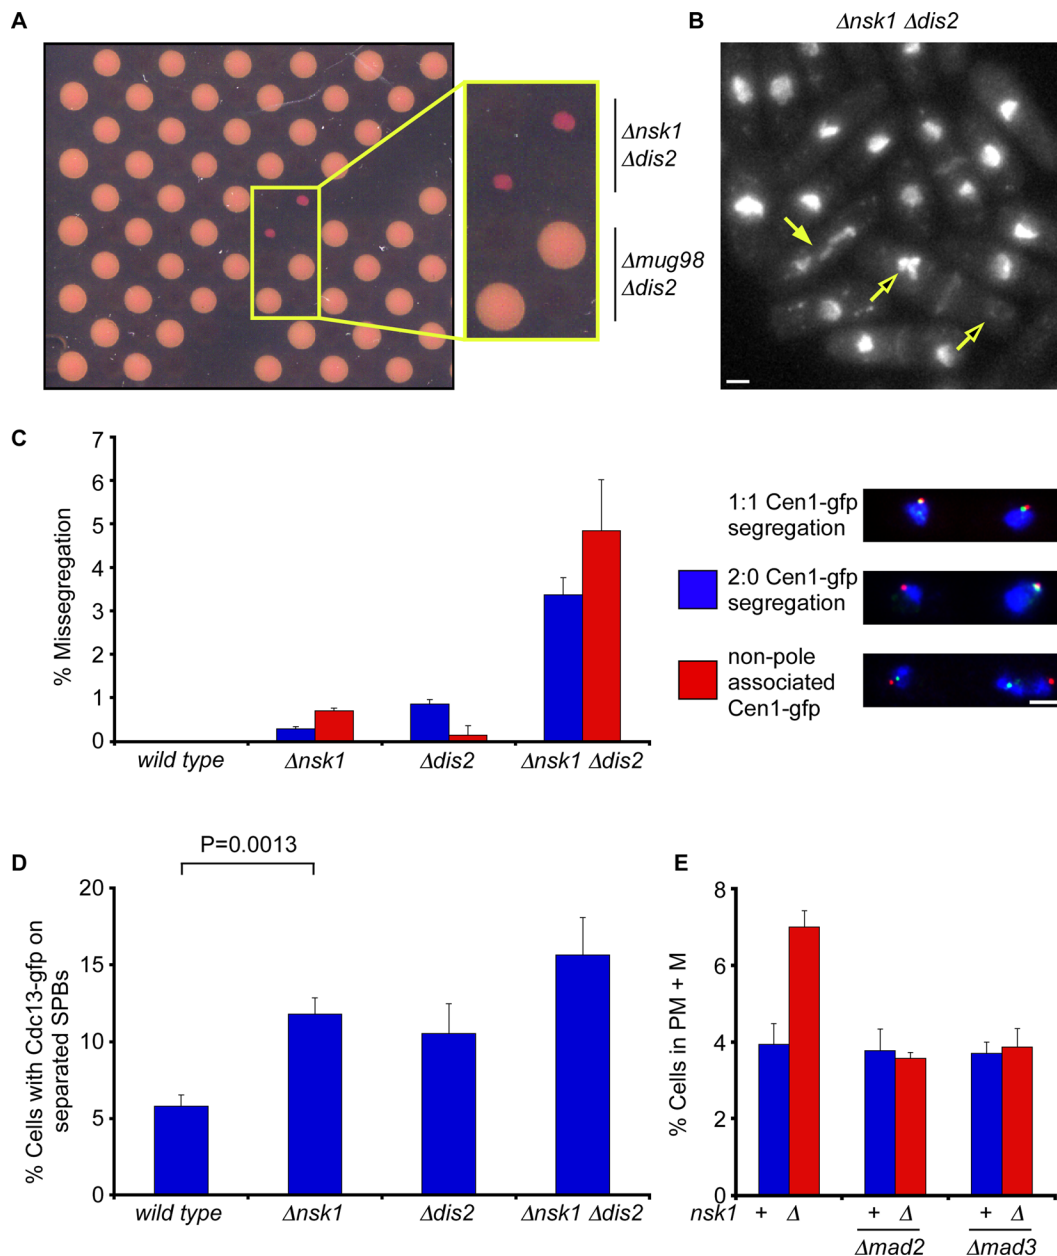 A
Δnsk1
Δdis2
Δmug98
Δdis2
B
Δnsk1 Δdis2
C
% Missegregation
7
6
5
4
3
2
1
0
wild type
Δnsk1
Δdis2
Δnsk1 Δdis2
1:1 Cen1-gfp
segregation
2:0 Cen1-gfp
segregation
non-pole
associated
Cen1-gfp
D
P=0.0013
% Cells with Cdc13-gfp on
separated SPBs
20
15
10
5
0
wild type
Δnsk1
Δdis2
Δnsk1 Δdis2
E
% Cells in PM + M
8
6
4
2
0
nsk1 + Δ + Δ + Δ
Δmad2 Δmad3